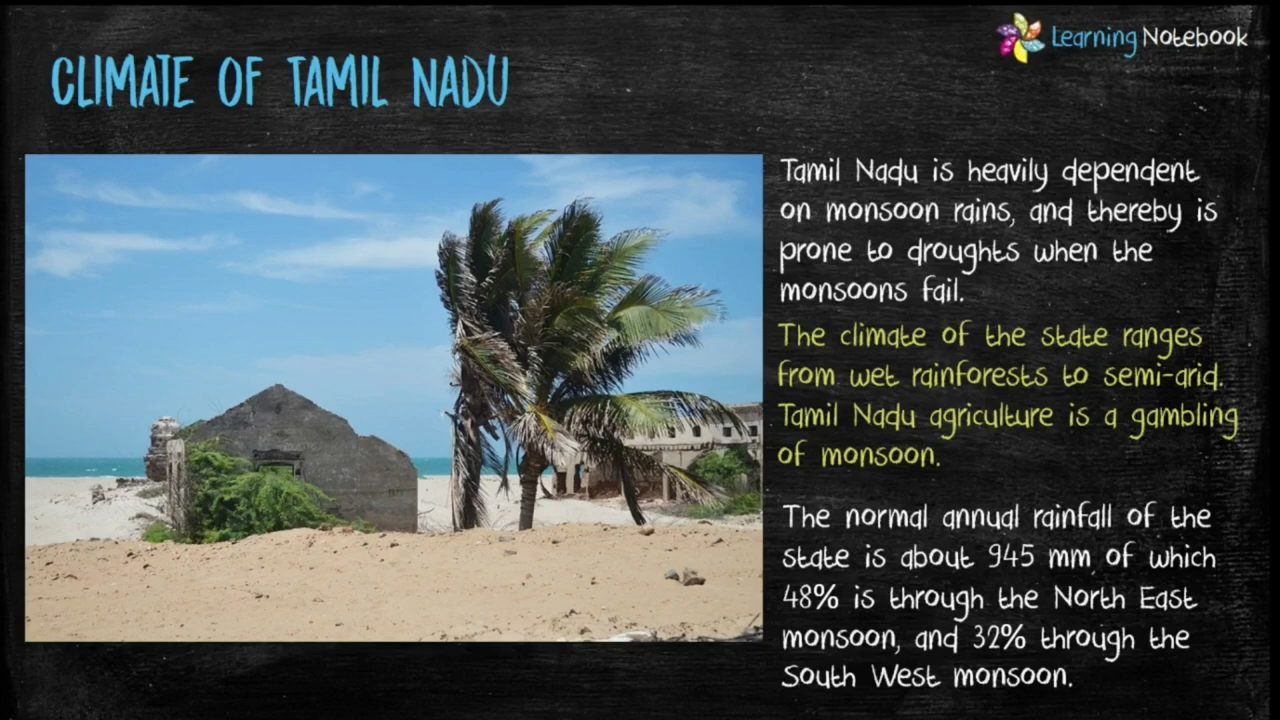 Learning Notebook
CLIMATE OF TAMIL NADU
Tamil Nadu is heavily dependent
on monsoon rains, and thereby is
prone to droughts when the
monsoons fail.
The climate of the state ranges
from wet rainforests to semi-arid.
Tamil Nadu agriculture is a gambling
of monsoon.
The normal annual rainfall of the
state is about 945 mm of which
48% is through the North East
monsoon, and 32% through the
South West monsoon.